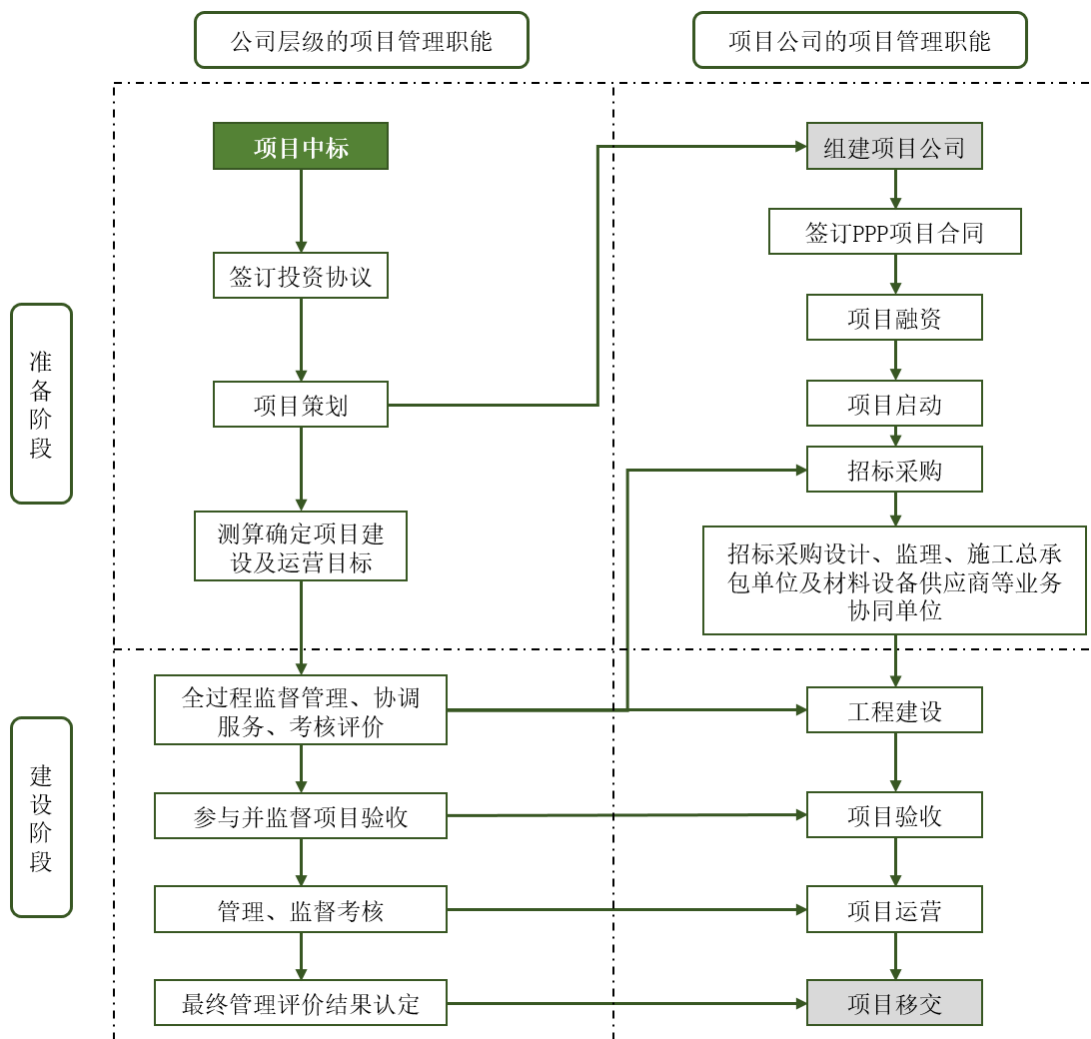 公司层级的项目管理职能
项目公司的项目管理职能
准
备
阶
段
项目中标
签订投资协议
项目策划
测算确定项目建
设及运营目标
组建项目公司
签订PPP项目合同
项目融资
项目启动
招标采购
招标采购设计、监理、施工总承
包单位及材料设备供应商等业务
协同单位
建
设
阶
段
全过程监督管理、协调
服务、考核评价
参与并监督项目验收
管理、监督考核
最终管理评价结果认定
工程建设
项目验收
项目运营
项目移交